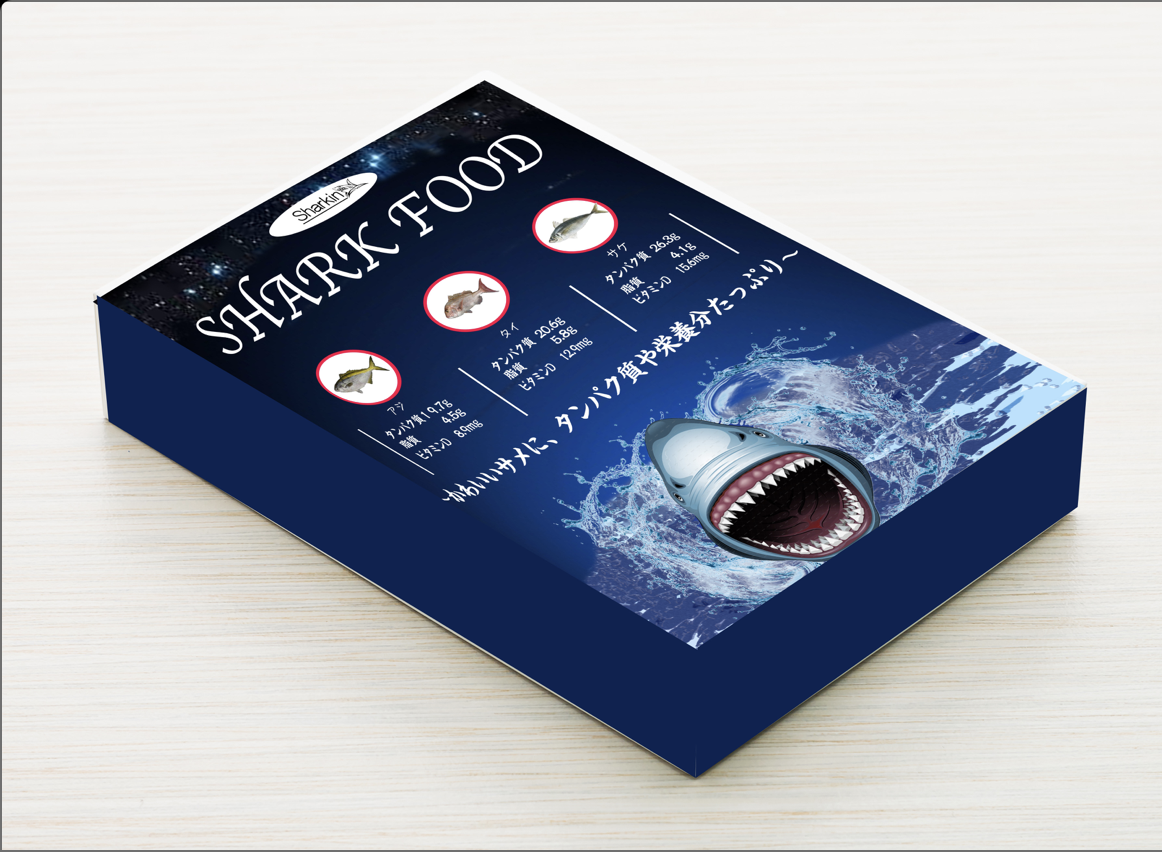 Sharkin
SHARK FOOD
アジ
タンパク質19.7g
脂質 4.5g
ビタミンD 8.9mg
タイ
タンパク質 20.6g
脂質 5.8g
ビタミンD 12.9mg
サケ
タンパク質 26.3g
脂質 4.1g
ビタミンD 15.6mg
~かわいいサメに、タンパク質や栄養分たっぷり~